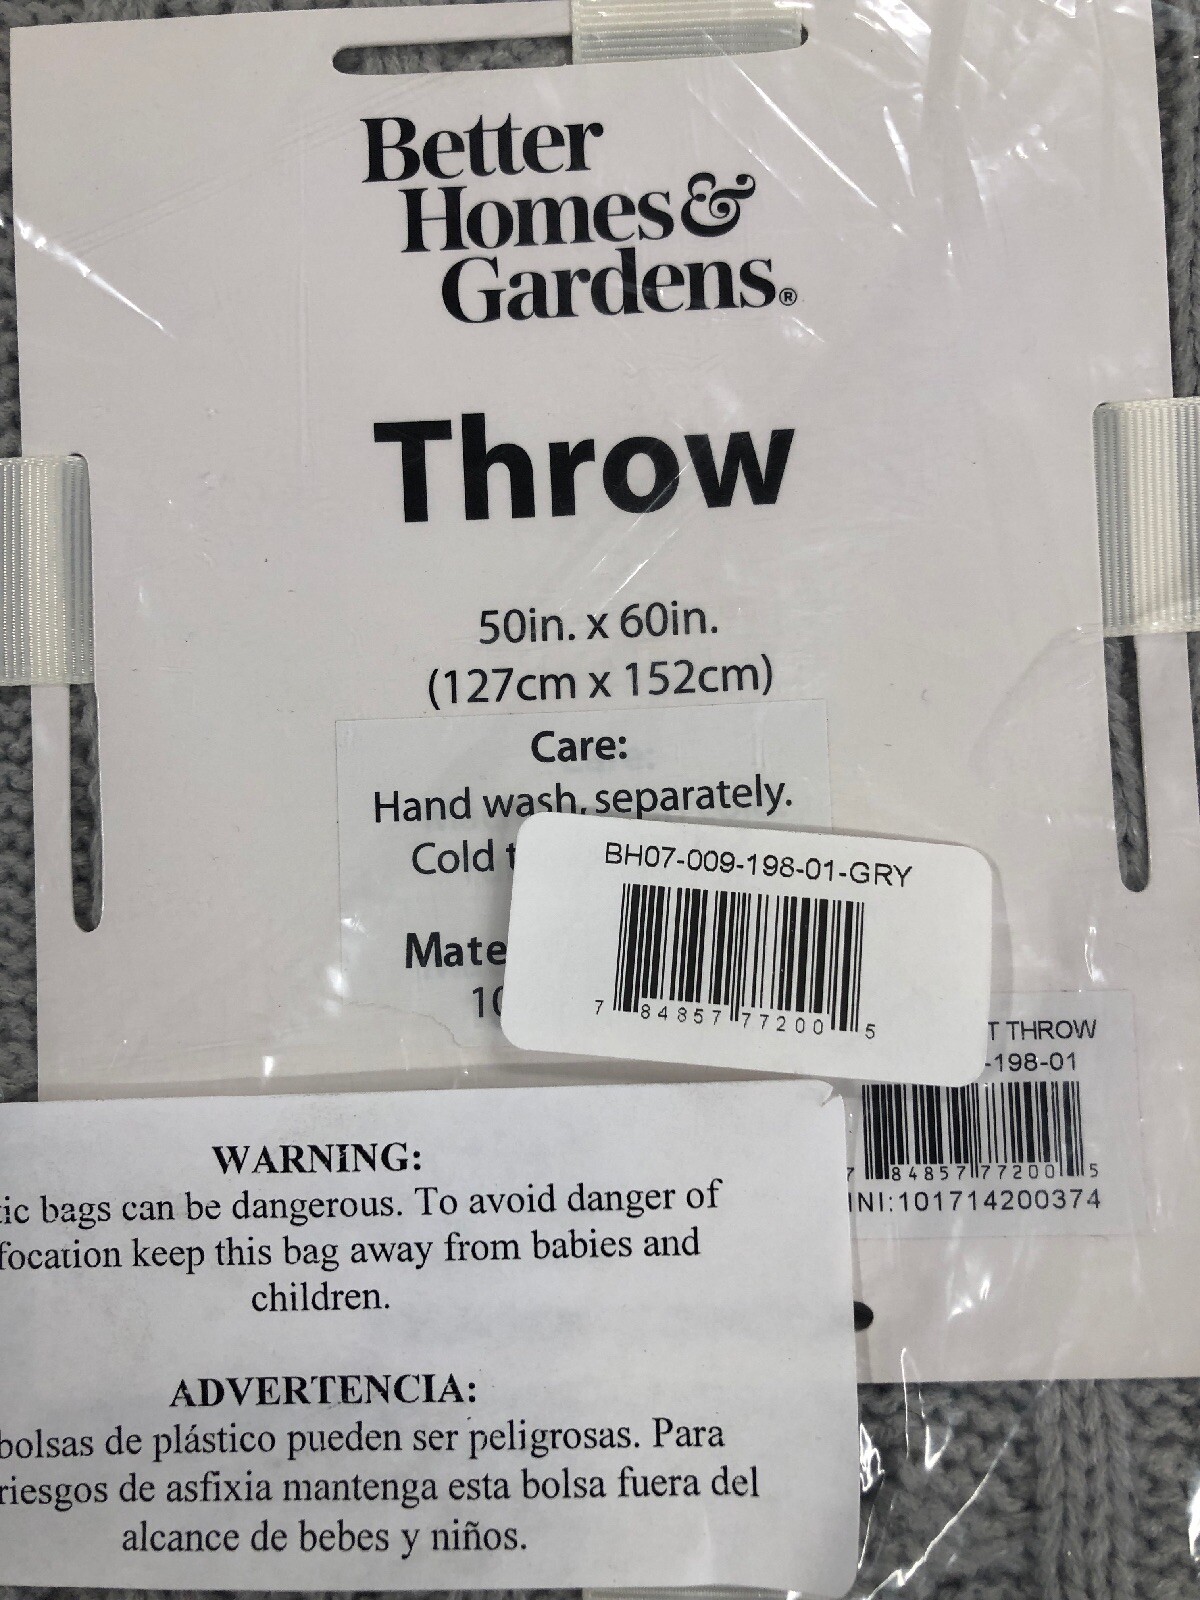 Better
Homes &
Gardens®
Throw
50in. x 60in.
(127cm x 152cm)
Care:
Hand wash, separately.
Cold
BH07-009-198-01-GRY
7 84857 77200 5
10
T THROW
-198-01
7 84857 77200 5
INI:101714200374
WARNING:
bags can be dangerous. To avoid danger of
keep this bag away from babies and
children.
ADVERTENCIA:
bolsas de plástico pueden ser peligrosas. Para
riesgos de asfixia mantenga esta bolsa fuera del
alcance de bebes y niños.